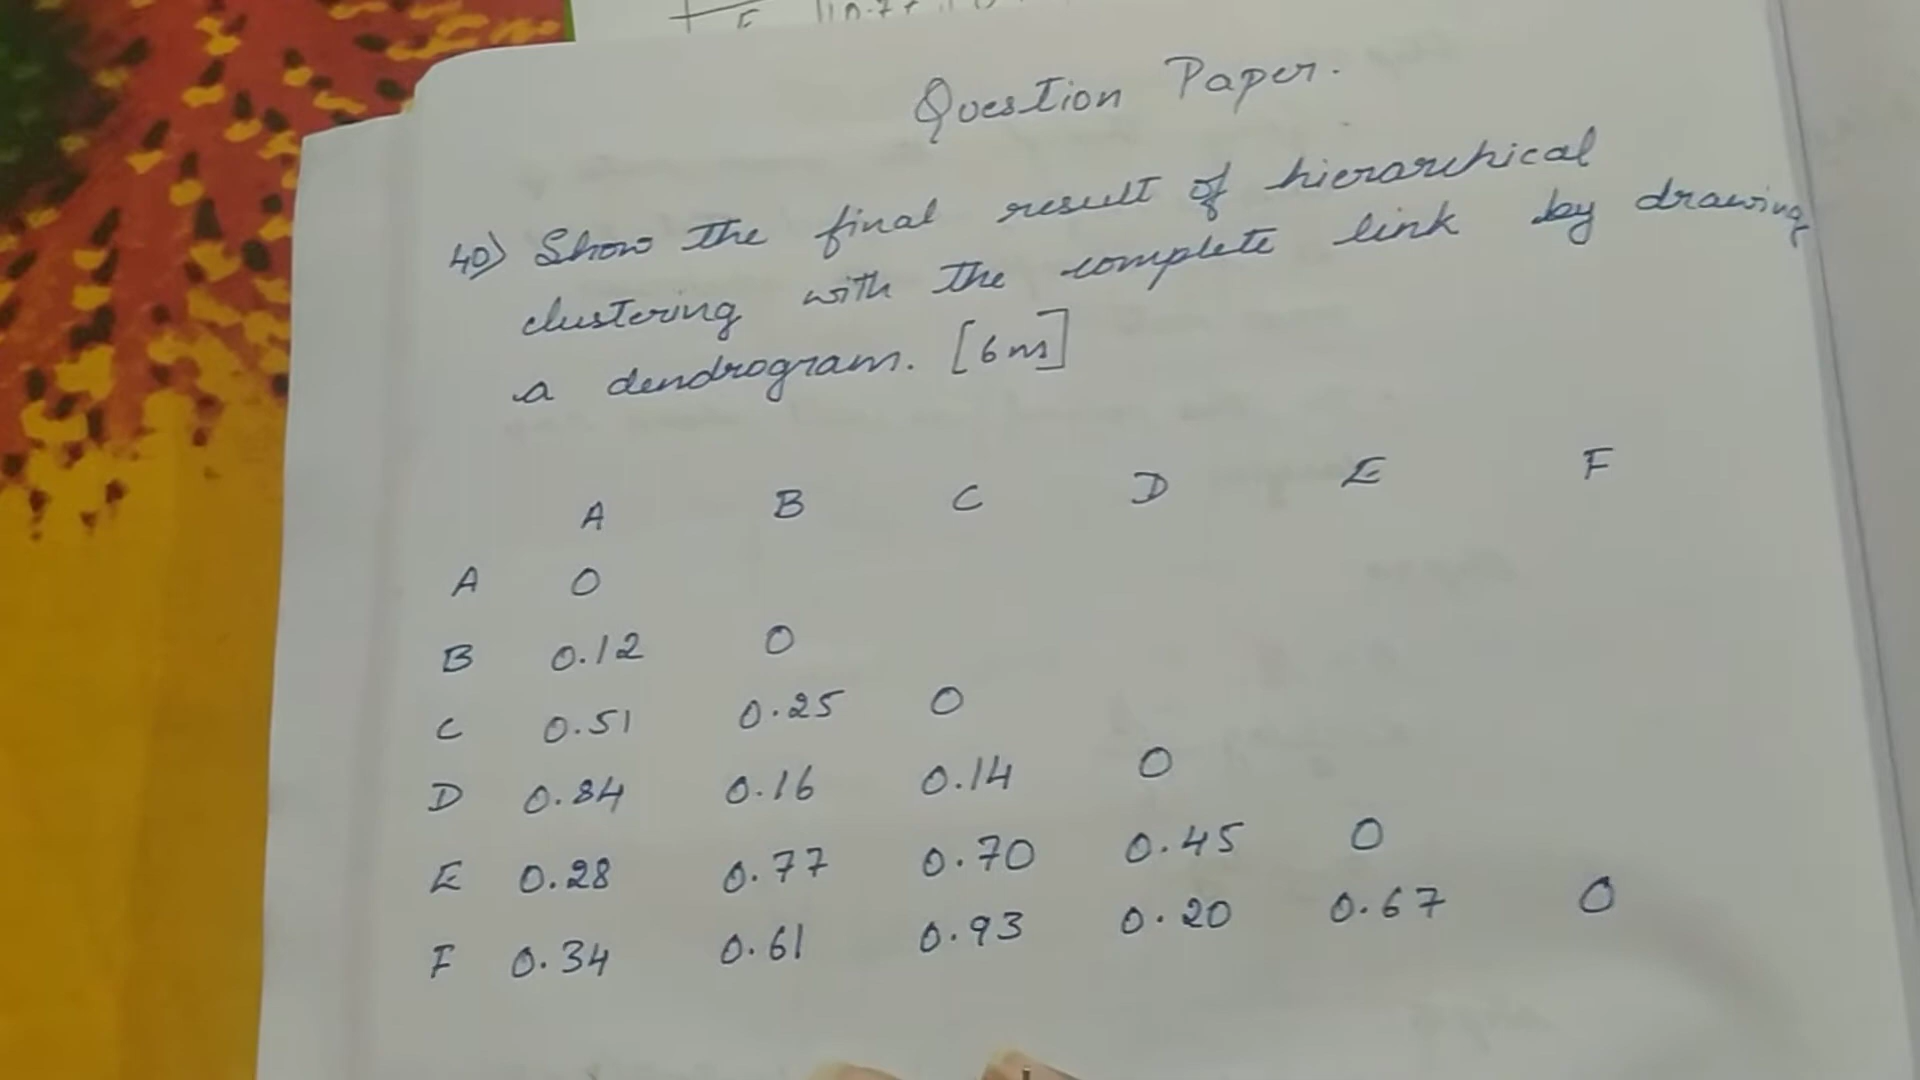 Question Paper.
40) Show the final result of hierarchical
clustering with the complete link by drawing
a dendrogram. [6m]
A B C D E F
A 0
B 0.12 0
C 0.51 0.25 0
D 0.84 0.16 0.14 0
E 0.28 0.77 0.70 0.45 0
F 0.34 0.61 0.93 0.20 0.67 0